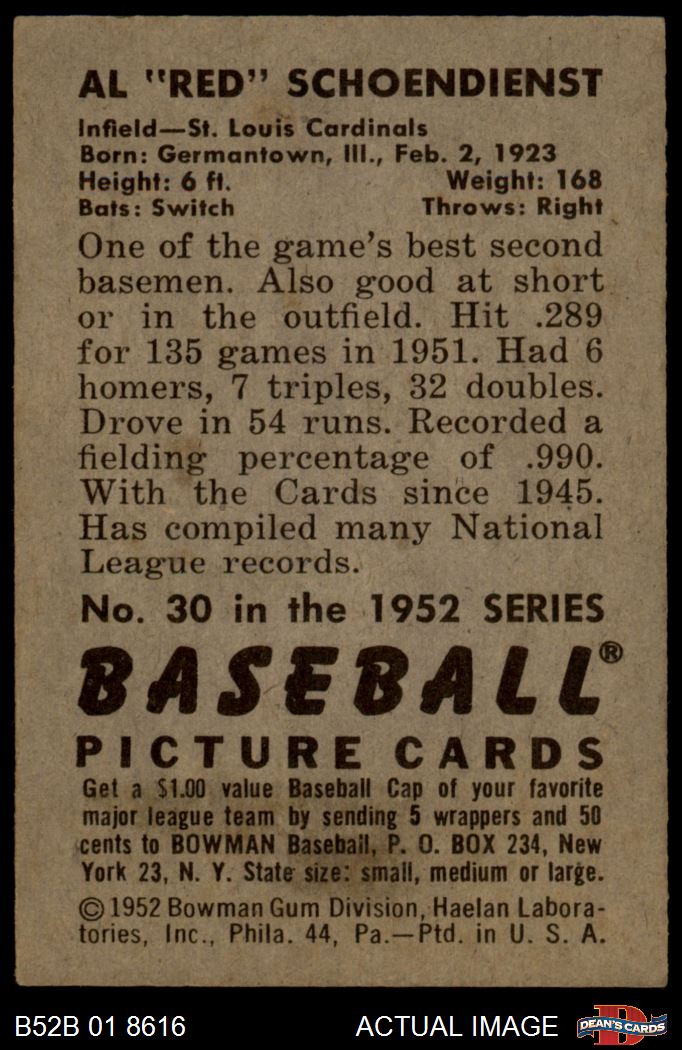 AL "RED" SCHOENDIENST
Infield—St. Louis Cardinals
Born: Germantown, Ill., Feb. 2, 1923
Height: 6 ft. Weight: 168
Bats: Switch Throws: Right
One of the game's best second
basemen. Also good at short
or in the outfield. Hit .289
for 135 games in 1951. Had 6
homers, 7 triples, 32 doubles.
Drove in 54 runs. Recorded a
fielding percentage of .990.
With the Cards since 1945.
Has compiled many National
League records.
No. 30 in the 1952 SERIES
BASEBALL®
PICTURE CARDS
Get a $1.00 value Baseball Cap of your favorite
major league team by sending 5 wrappers and 50
cents to BOWMAN Baseball, P. O. BOX 234, New
York 23, N. Y. State size: small, medium or large.
© 1952 Bowman Gum Division, Haelan Labora-
tories, Inc., Phila. 44, Pa.—Ptd. in U. S. A.
B52B 01 8616 ACTUAL IMAGE D DEAN'S CARDS